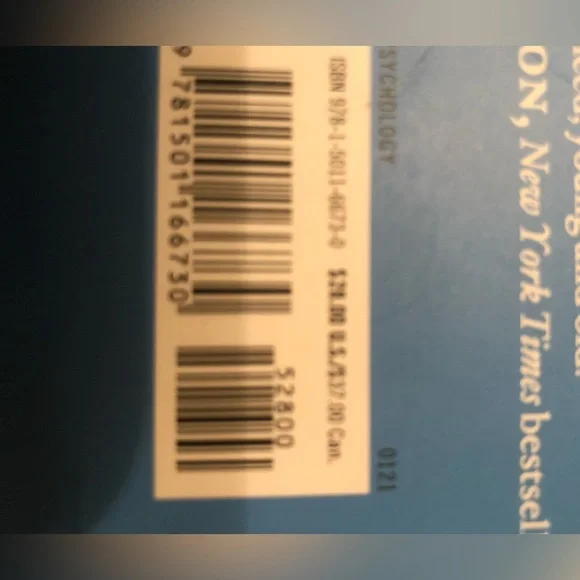 ON, New York Times bestsell
SYCHOLOGY 0121
ISBN 978-1-5011-6673-0 $28.00 U.S./$37.00 Can.
52800
9 781501 166730